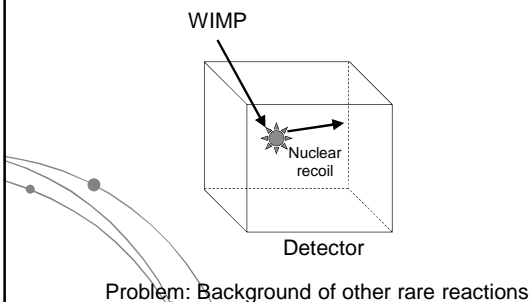 WIMP
Nuclear
recoil
Detector
Problem: Background of other rare reactions